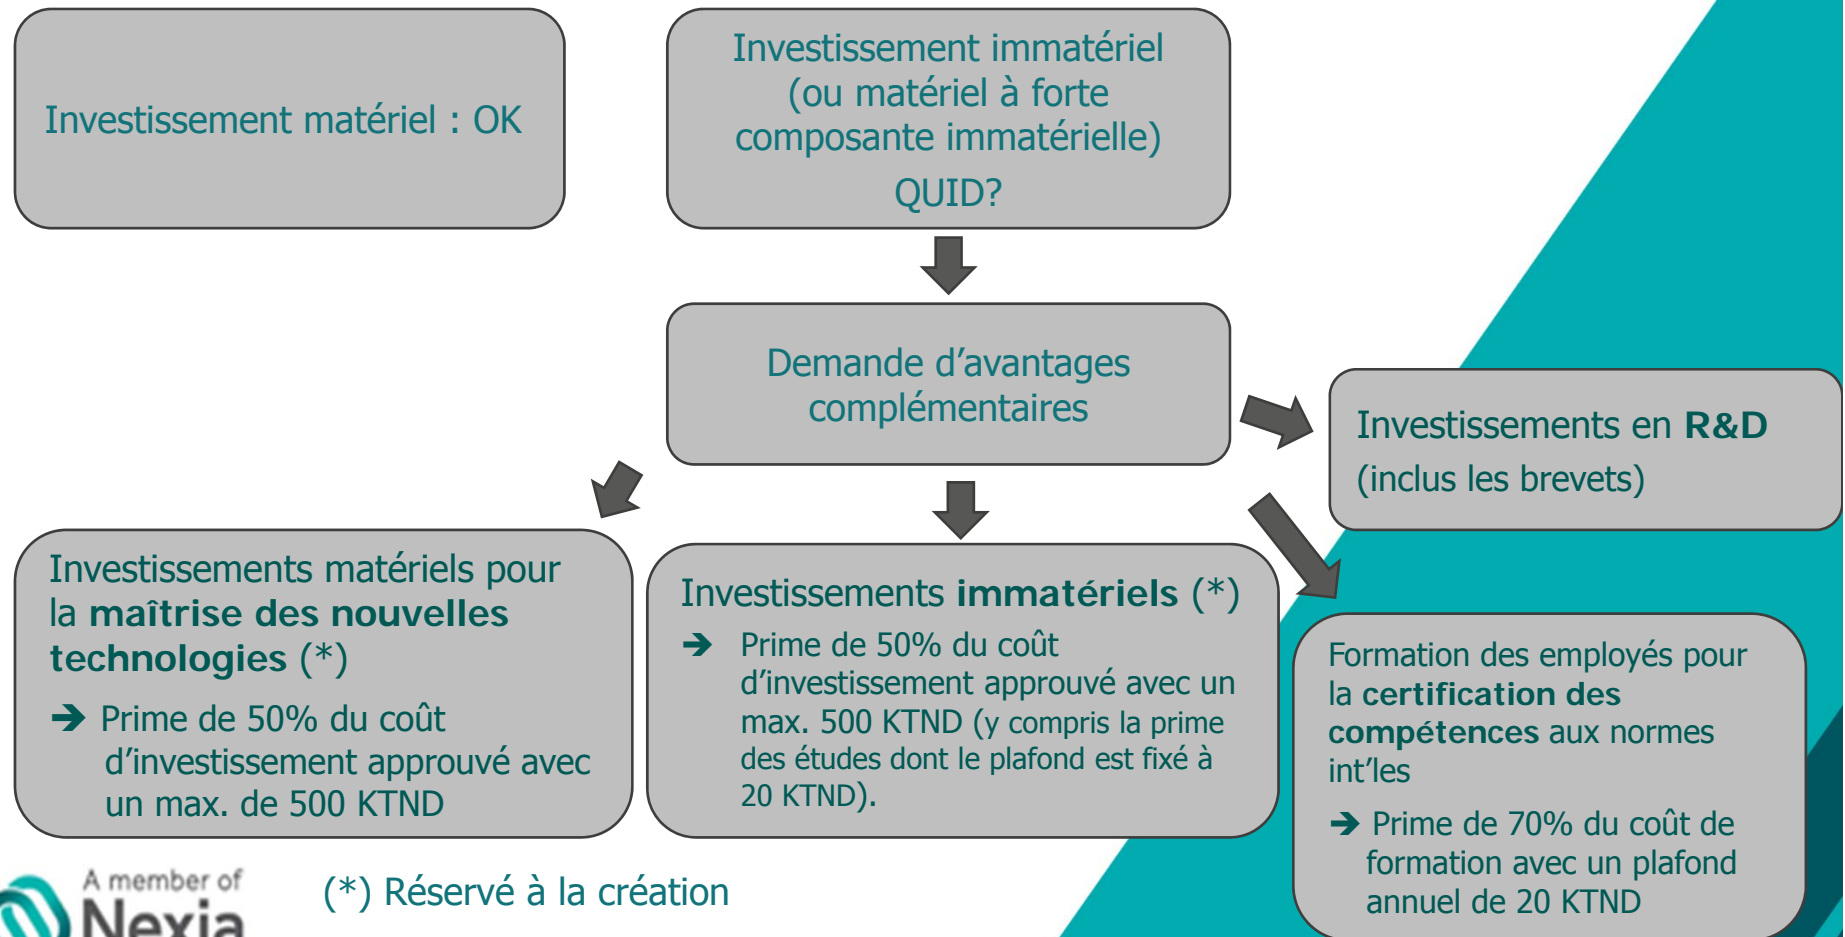 Investissement matériel : OK
Investissement immatériel
(ou matériel à forte
composante immatérielle)
QUID?
Demande d’avantages
complémentaires
Investissements en R&D
(inclus les brevets)
Investissements matériels pour
la maîtrise des nouvelles
technologies (*)
➔ Prime de 50% du coût
d’investissement approuvé avec
un max. de 500 KTND
Investissements immatériels (*)
➔ Prime de 50% du coût
d’investissement approuvé avec un
max. 500 KTND (y compris la prime
des études dont le plafond est fixé à
20 KTND).
Formation des employés pour
la certification des
compétences aux normes
int’les
➔ Prime de 70% du coût de
formation avec un plafond
annuel de 20 KTND
A member of
Nexia
(*) Réservé à la création